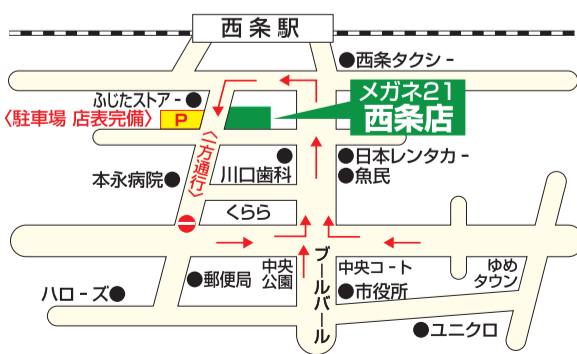 西条駅
西条タクシー
ふじたストアー
メガネ21
西条店
〈駐車場 店表完備〉
P
〈一方通行〉
川口歯科
日本レンタカー
魚民
本永病院
くらら
ブールバール
郵便局
中央
公園
中央コート
市役所
ゆめ
タウン
ハローズ
ユニクロ